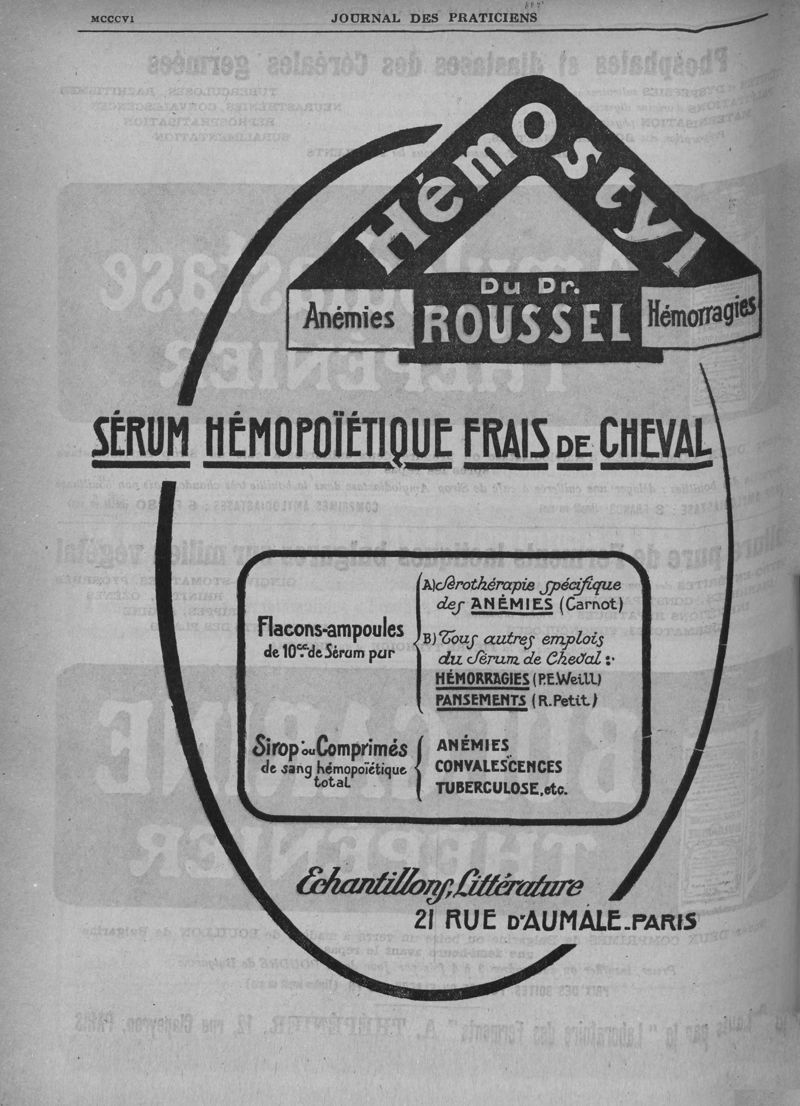 MCCCVI
JOURNAL DES PRATICIENS
Hémostyl
Du Dr.
ROUSSEL
Anémies
Hémorragies
SÉRUM HÉMOPOÏÉTIQUE FRAIS DE CHEVAL
Flacons-ampoules
de 10cc. de Sérum pur
A) Sérothérapie spécifique
des ANÉMIES (Carnot)
B) Tous autres emplois
du Sérum de Cheval :
HÉMORRAGIES (P.E.Weill)
PANSEMENTS (R.Petit)
Sirop ou Comprimés
de sang hémopoïétique
total
ANÉMIES
CONVALESCENCES
TUBERCULOSE, etc.
Echantillons, Littérature
21 RUE D'AUMALE-PARIS